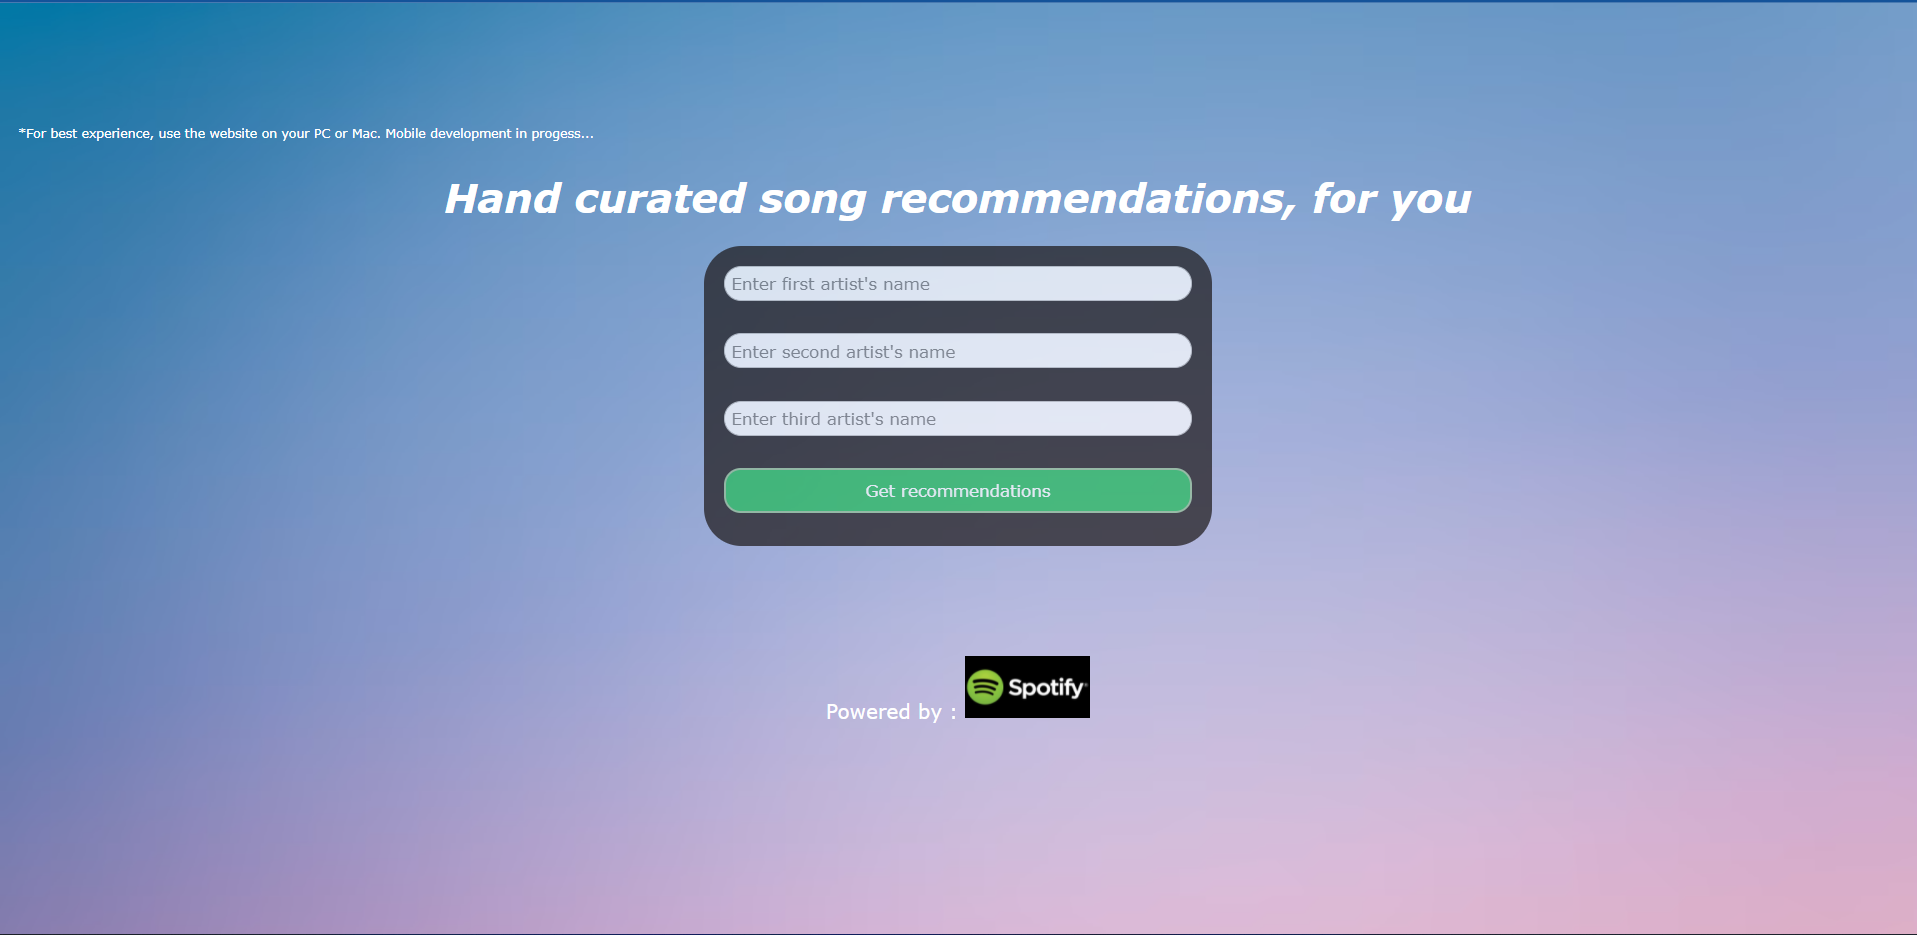 *For best experience, use the website on your PC or Mac. Mobile development in progess...
Hand curated song recommendations, for you
Enter first artist's name
Enter second artist's name
Enter third artist's name
Get recommendations
Powered by : Spotify